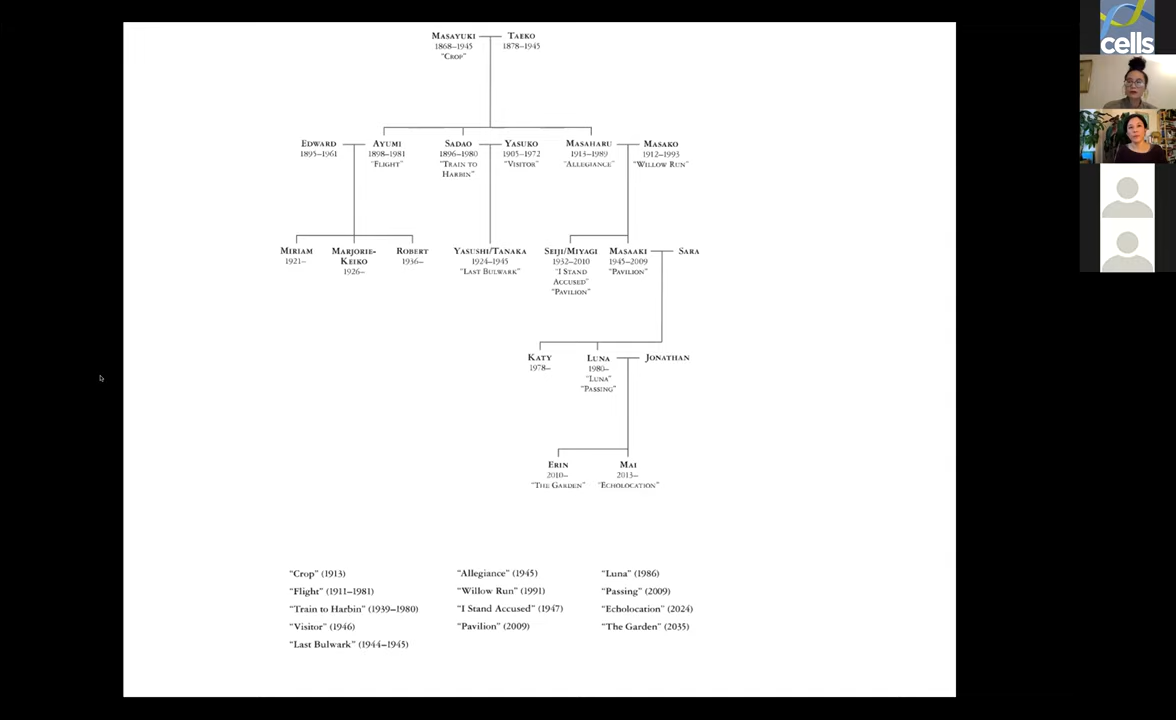 MASAYUKI TAEKO
1868–1945 1878–1945
"CROP"
EDWARD AYUMI SADAO YASUKO MASAHARU MASAKO
1895–1961 1898–1981 1896–1980 1905–1972 1913–1989 1912–1993
"FLIGHT" "TRAIN TO "VISITOR" "ALLEGIANCE" "WILLOW RUN"
HARBIN"
MIRIAM MARJORIE- ROBERT YASUSHI/TANAKA SEIJI/MIYAGI MASAAKI SARA
1921– KEIKO 1936– 1924–1945 1932–2010 1945–2009
1926– "LAST BULWARK" "I STAND "PAVILION"
ACCUSED"
"PAVILION"
KATY LUNA JONATHAN
1978– 1980–
"LUNA"
"PASSING"
ERIN MAI
2010– 2013–
"THE GARDEN" "ECHOLOCATION"
"Crop" (1913)
"Flight" (1911–1981)
"Train to Harbin" (1939–1980)
"Visitor" (1946)
"Last Bulwark" (1944–1945)
"Allegiance" (1945)
"Willow Run" (1991)
"I Stand Accused" (1947)
"Pavilion" (2009)
"Luna" (1986)
"Passing" (2009)
"Echolocation" (2024)
"The Garden" (2035)
cells